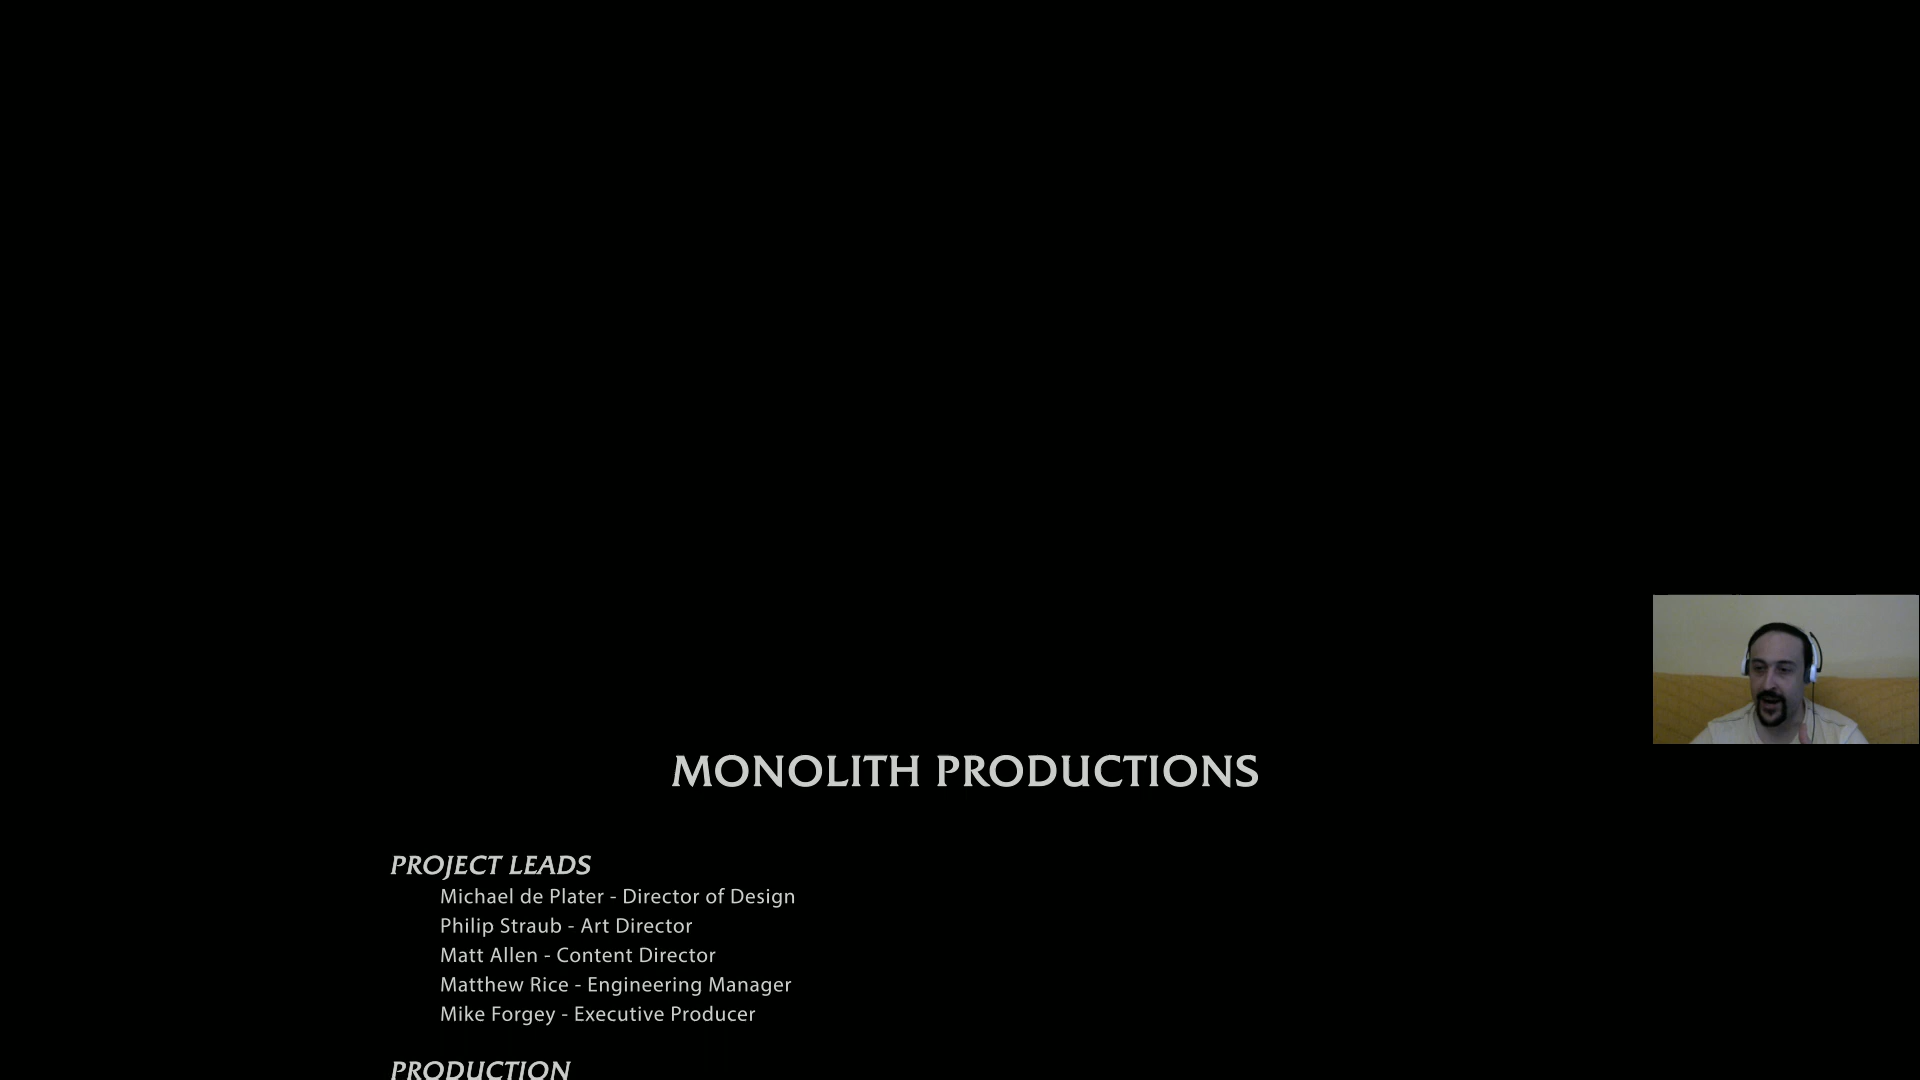 MONOLITH PRODUCTIONS
PROJECT LEADS
Michael de Plater - Director of Design
Philip Straub - Art Director
Matt Allen - Content Director
Matthew Rice - Engineering Manager
Mike Forgey - Executive Producer
PRODUCTION